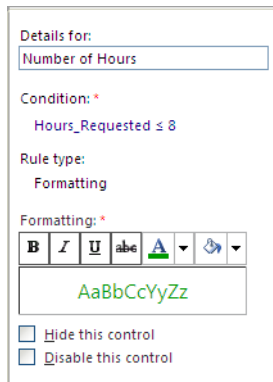 Details for:
Number of Hours
Condition: *
Hours_Requested ≤ 8
Rule type:
Formatting
Formatting: *
B I U abc A
AaBbCcYyZz
Hide this control
Disable this control